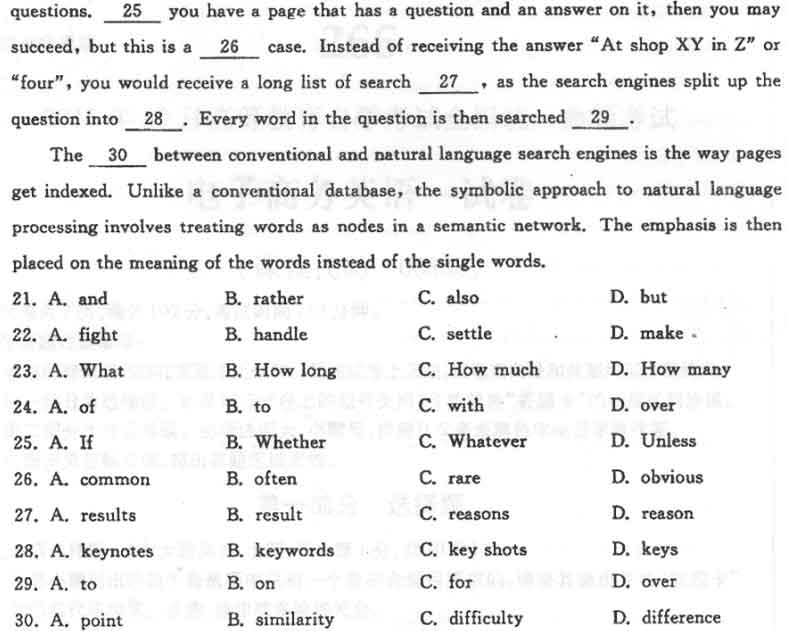 questions. 25 you have a page that has a question and an answer on it, then you may
succeed, but this is a 26 case. Instead of receiving the answer “At shop XY in Z” or
“four”, you would receive a long list of search 27 , as the search engines split up the
question into 28 . Every word in the question is then searched 29 .
The 30 between conventional and natural language search engines is the way pages
get indexed. Unlike a conventional database, the symbolic approach to natural language
processing involves treating words as nodes in a semantic network. The emphasis is then
placed on the meaning of the words instead of the single words.
21. A. and B. rather C. also D. but
22. A. fight B. handle C. settle D. make
23. A. What B. How long C. How much D. How many
24. A. of B. to C. with D. over
25. A. If B. Whether C. Whatever D. Unless
26. A. common B. often C. rare D. obvious
27. A. results B. result C. reasons D. reason
28. A. keynotes B. keywords C. key shots D. keys
29. A. to B. on C. for D. over
30. A. point B. similarity C. difficulty D. difference